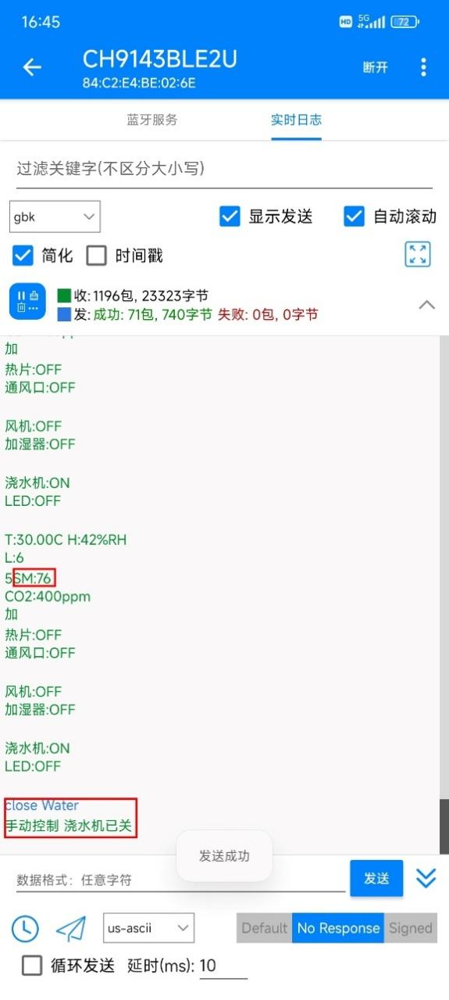 16:45
HD 5G 72
CH9143BLE2U
84:C2:E4:BE:02:6E
断开
蓝牙服务 实时日志
过滤关键字(不区分大小写)
gbk 显示发送 自动滚动
简化 时间戳
收: 1196包, 23323字节
发: 成功: 71包, 740字节 失败: 0包, 0字节
加
热片:OFF
通风口:OFF
风机:OFF
加湿器:OFF
浇水机:ON
LED:OFF
T:30.00C H:42%RH
L:6
5SM:76
CO2:400ppm
加
热片:OFF
通风口:OFF
风机:OFF
加湿器:OFF
浇水机:ON
LED:OFF
close Water
手动控制 浇水机已关
发送成功
数据格式：任意字符 发送
us-ascii Default No Response Signed
循环发送 延时(ms): 10